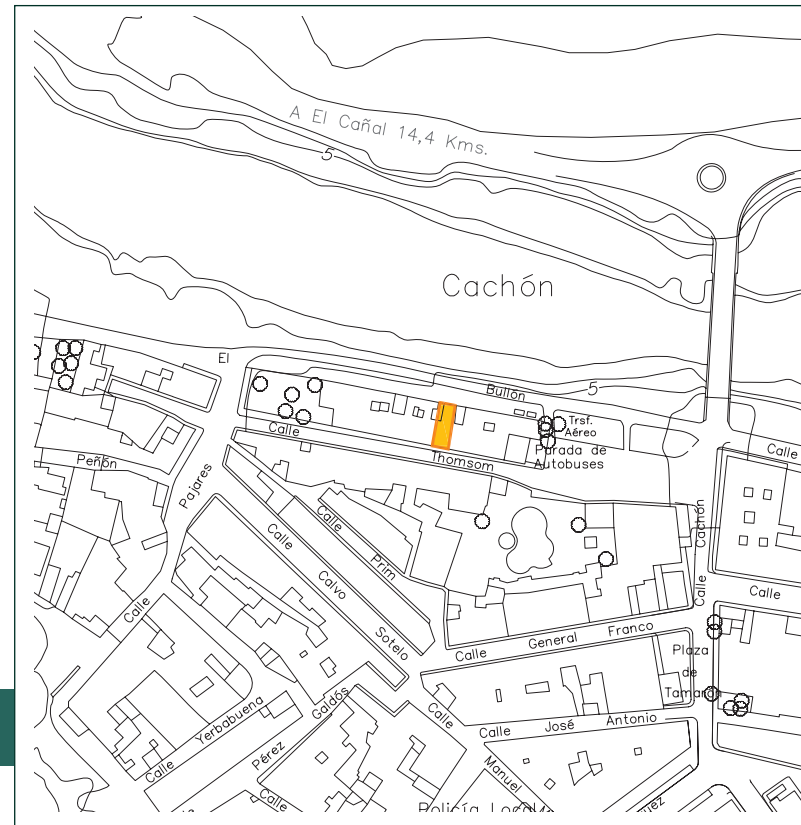 A El Cañal 14,4 Kms.
5
Cachón
El
Bullón
5
Trsf.
Aéreo
Parada de
Autobuses
Calle
Thomsom
Calle
Peñón
Pajares
Calle
Calle
Prim
Calle
Calvo
Sotelo
Cachón
Calle
Calle
Calle
General
Franco
Plaza
de
Tamarón
Calle
Galdós
Pérez
Calle
Yerbabuena
Calle
Calle
José
Antonio
Calle
Manuel
Policía Local